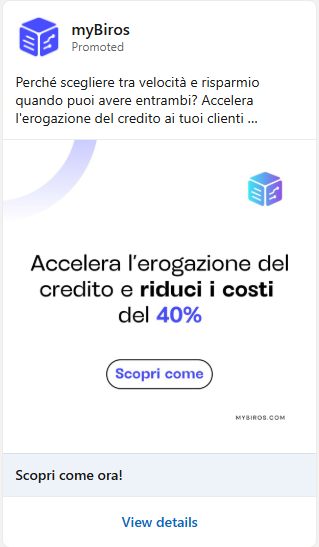 myBiros
Promoted
Perché scegliere tra velocità e risparmio
quando puoi avere entrambi? Accelera
l'erogazione del credito ai tuoi clienti ...
Accelera l'erogazione del
credito e riduci i costi
del 40%
Scopri come
MYBIROS.COM
Scopri come ora!
View details